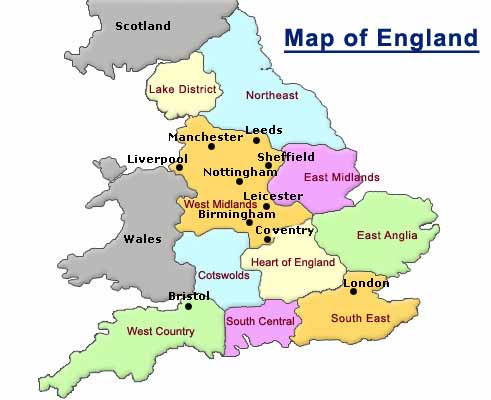 Scotland
Map of England
Lake District
Northeast
Manchester
Leeds
Liverpool
Sheffield
Nottingham
East Midlands
Leicester
West Midlands
Birmingham
Coventry
Wales
East Anglia
Heart of England
Cotswolds
London
Bristol
West Country
South Central
South East